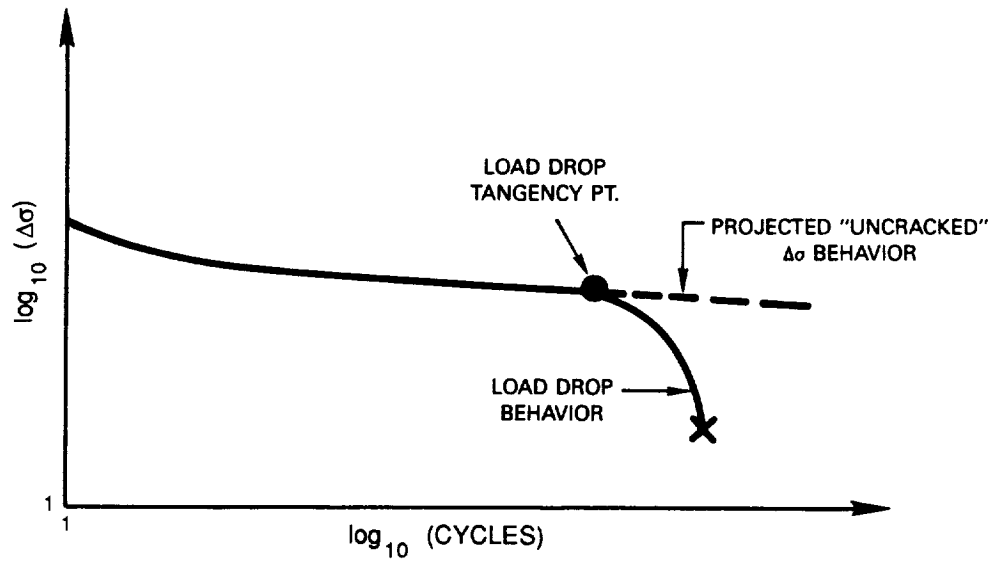 LOAD DROP
TANGENCY PT.
PROJECTED "UNCRACKED"
Δσ BEHAVIOR
log₁₀ (Δσ)
LOAD DROP
BEHAVIOR
1
1
log₁₀ (CYCLES)